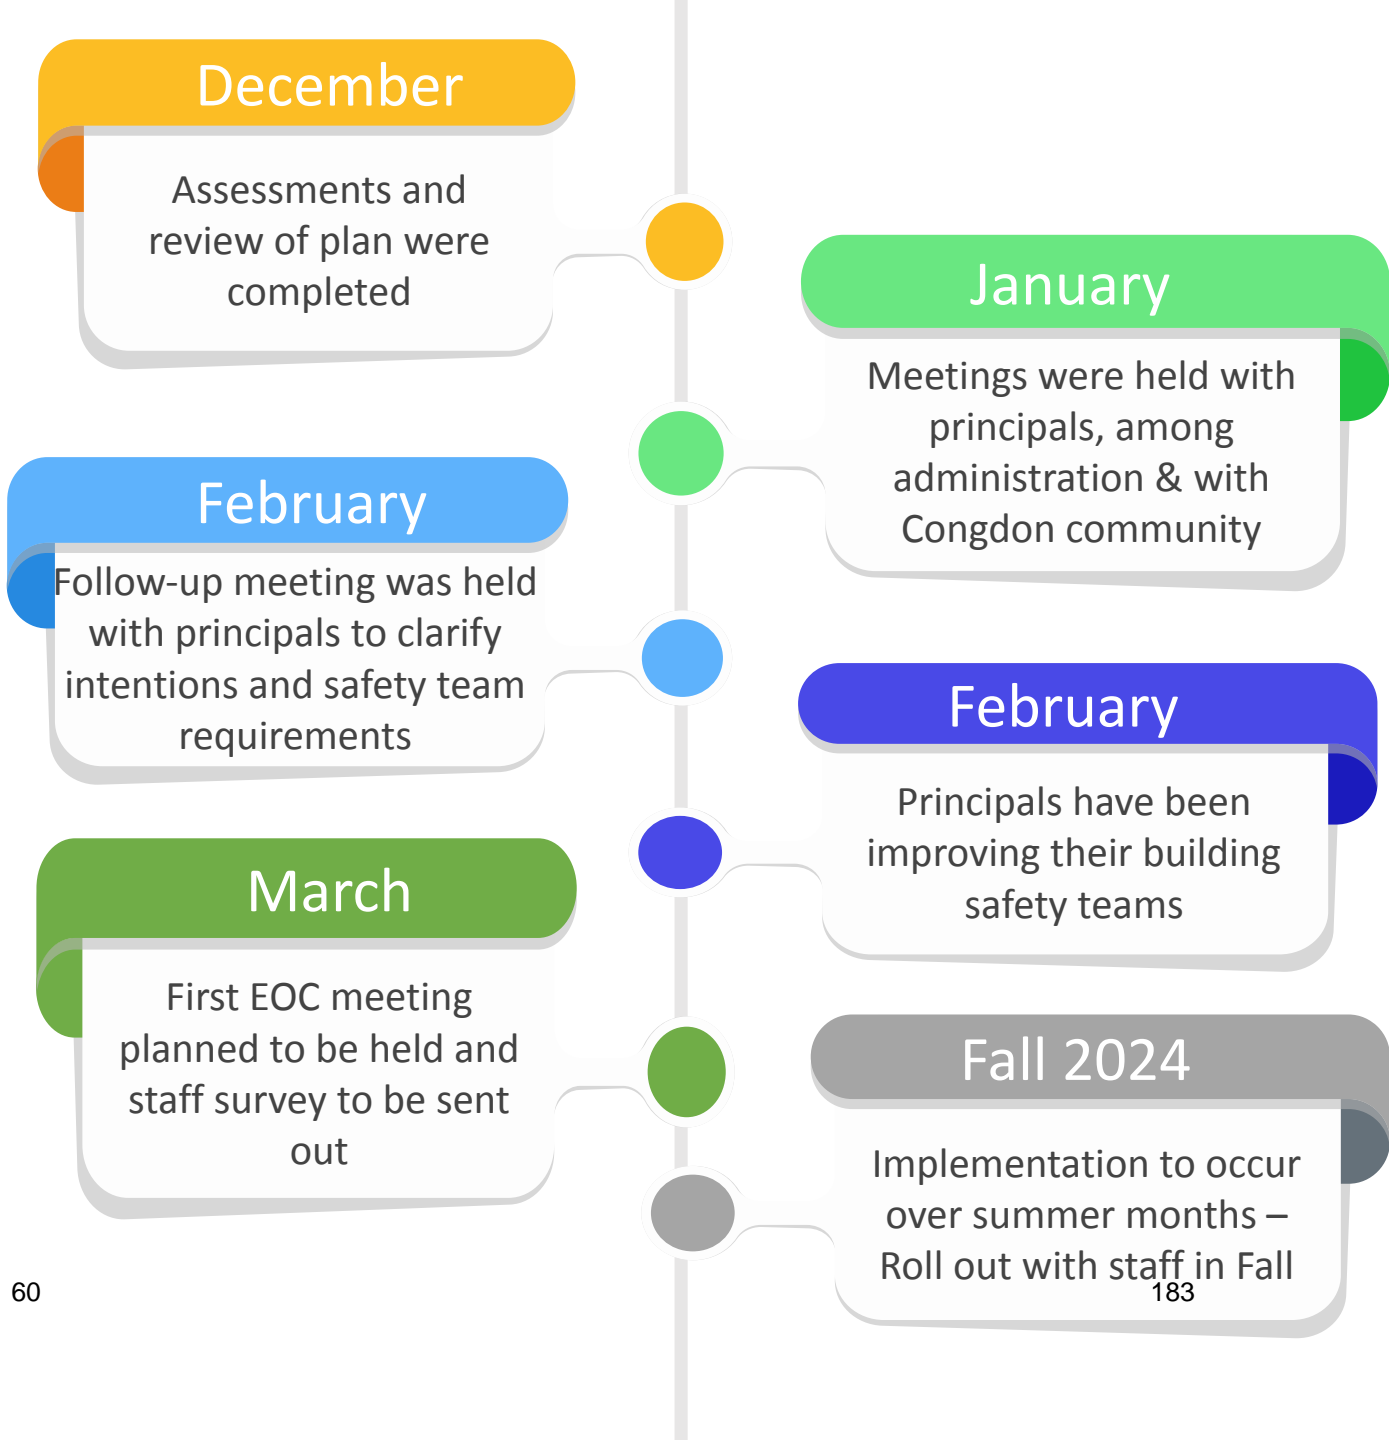 December
Assessments and
review of plan were
completed
January
Meetings were held with
principals, among
administration & with
Congdon community
February
Follow-up meeting was held
with principals to clarify
intentions and safety team
requirements
February
Principals have been
improving their building
safety teams
March
First EOC meeting
planned to be held and
staff survey to be sent
out
Fall 2024
Implementation to occur
over summer months –
Roll out with staff in Fall
60
183